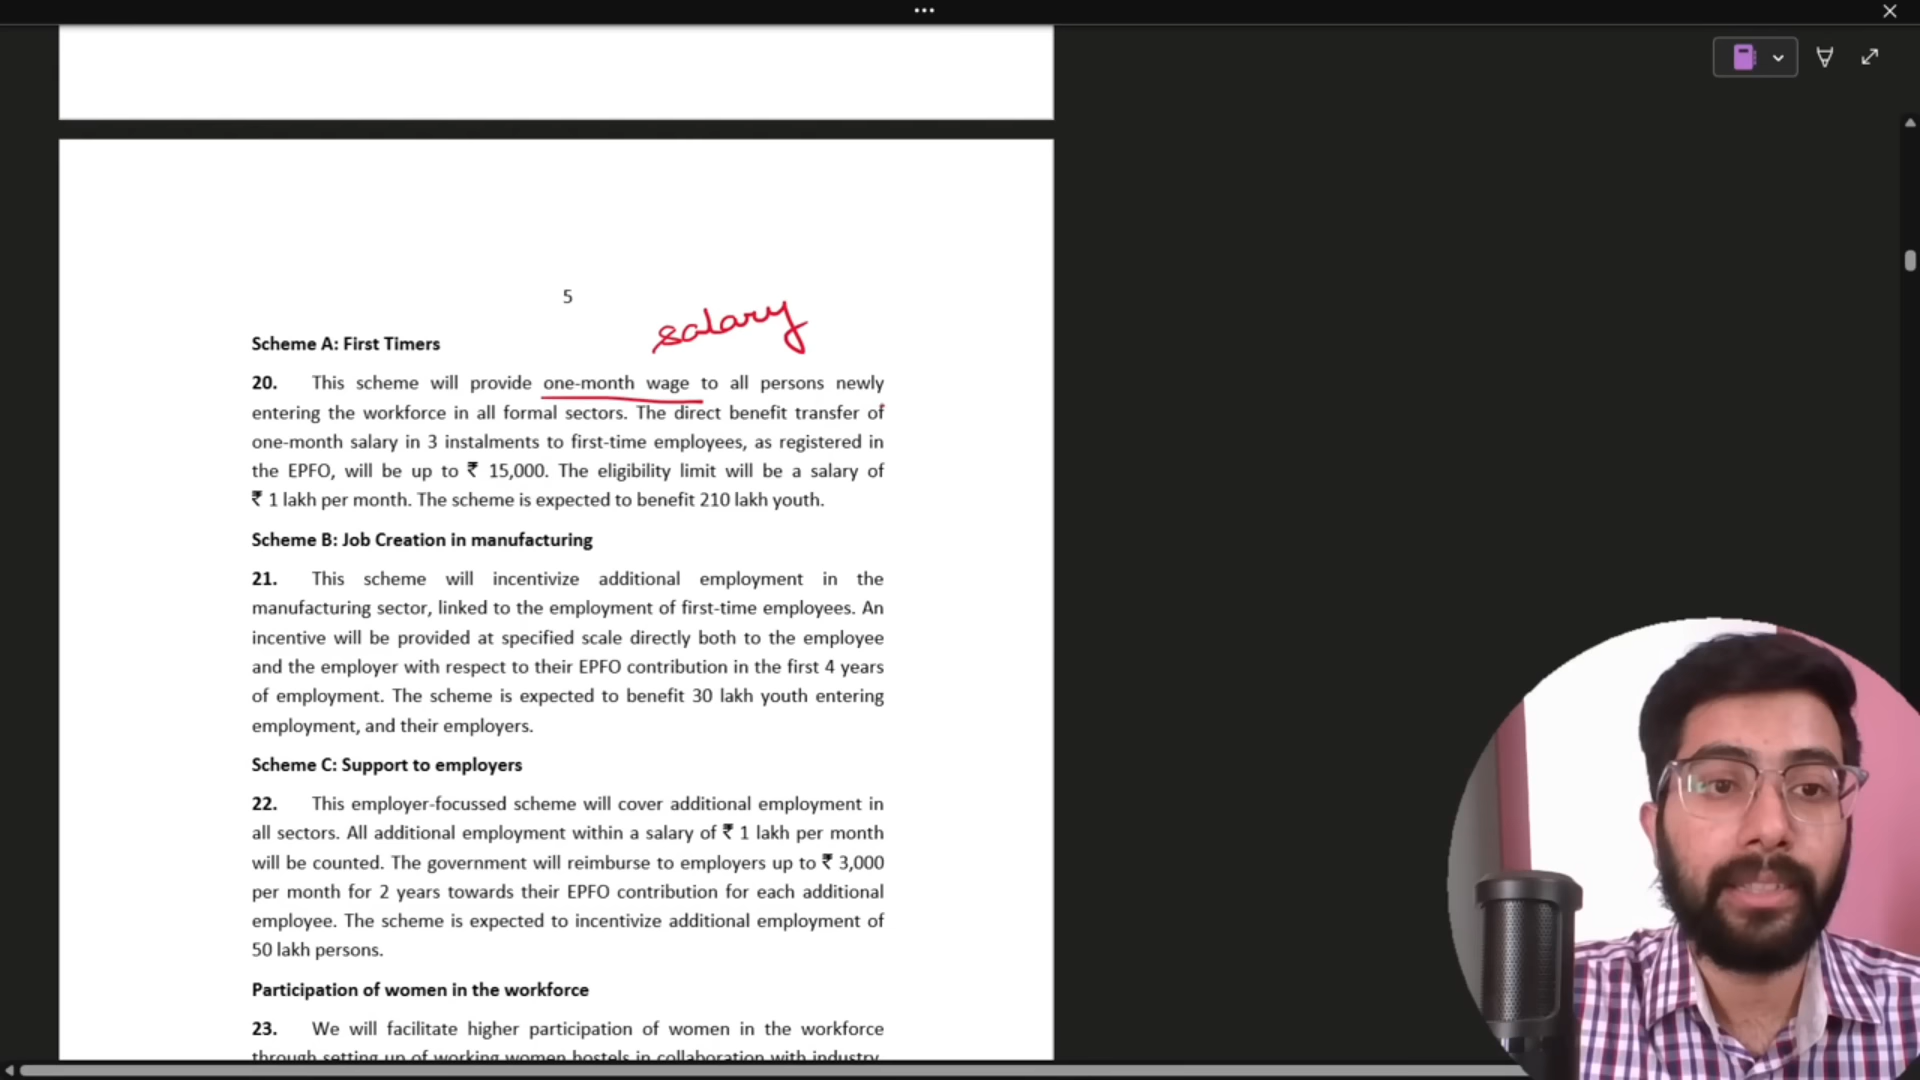 5
salary
Scheme A: First Timers
20. This scheme will provide one-month wage to all persons newly
entering the workforce in all formal sectors. The direct benefit transfer of
one-month salary in 3 instalments to first-time employees, as registered in
the EPFO, will be up to ₹ 15,000. The eligibility limit will be a salary of
₹ 1 lakh per month. The scheme is expected to benefit 210 lakh youth.
Scheme B: Job Creation in manufacturing
21. This scheme will incentivize additional employment in the
manufacturing sector, linked to the employment of first-time employees. An
incentive will be provided at specified scale directly both to the employee
and the employer with respect to their EPFO contribution in the first 4 years
of employment. The scheme is expected to benefit 30 lakh youth entering
employment, and their employers.
Scheme C: Support to employers
22. This employer-focussed scheme will cover additional employment in
all sectors. All additional employment within a salary of ₹ 1 lakh per month
will be counted. The government will reimburse to employers up to ₹ 3,000
per month for 2 years towards their EPFO contribution for each additional
employee. The scheme is expected to incentivize additional employment of
50 lakh persons.
Participation of women in the workforce
23. We will facilitate higher participation of women in the workforce
through setting up of working women hostels in collaboration with industry,